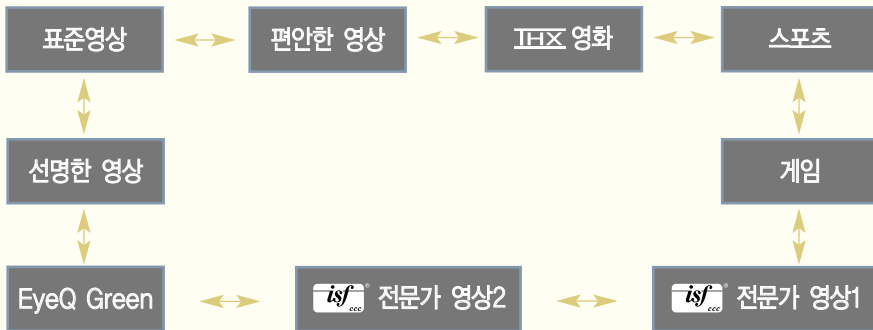 표준영상
편안한 영상
THX 영화
스포츠
선명한 영상
게임
EyeQ Green
isf ccc® 전문가 영상2
isf ccc® 전문가 영상1